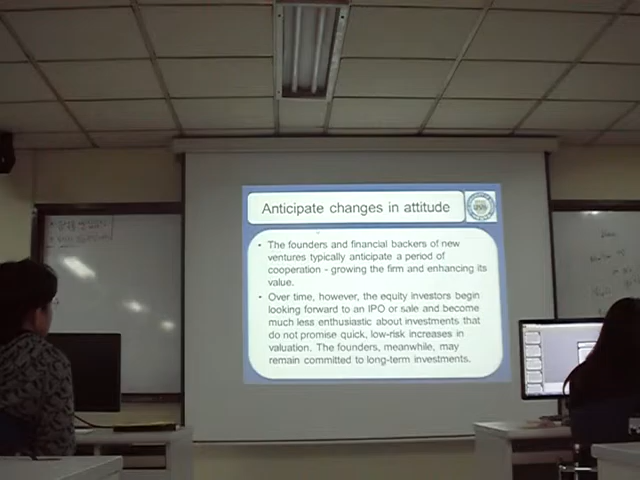 Anticipate changes in attitude
• The founders and financial backers of new
ventures typically anticipate a period of
cooperation - growing the firm and enhancing its
value.
• Over time, however, the equity investors begin
looking forward to an IPO or sale and become
much less enthusiastic about investments that
do not promise quick, low-risk increases in
valuation. The founders, meanwhile, may
remain committed to long-term investments.